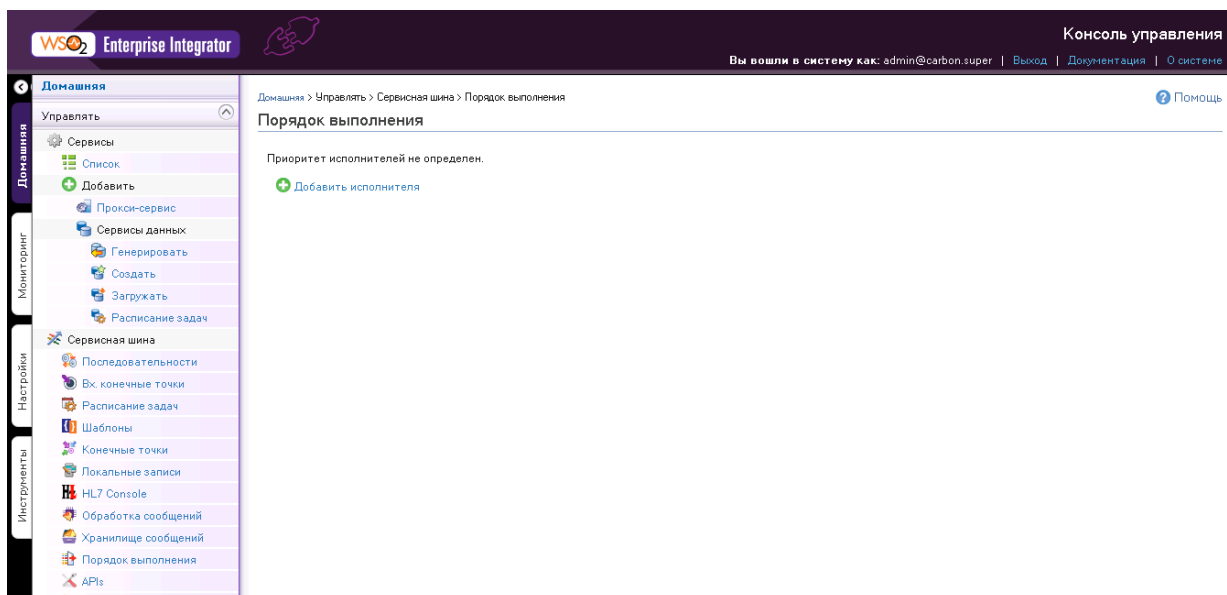 WSO2 Enterprise Integrator
Консоль управления
Вы вошли в систему как: admin@carbon.super | Выход | Документация | О системе
Домашняя
Мониторинг
Настройки
Инструменты
Домашняя
Управлять
Сервисы
Список
Добавить
Прокси-сервис
Сервисы данных
Генерировать
Создать
Загружать
Расписание задач
Сервисная шина
Последовательности
Вх. конечные точки
Расписание задач
Шаблоны
Конечные точки
Локальные записи
HL7 Console
Обработка сообщений
Хранилище сообщений
Порядок выполнения
APIs
Домашняя > Управлять > Сервисная шина > Порядок выполнения
Помощь
Порядок выполнения
Приоритет исполнителей не определен.
Добавить исполнителя